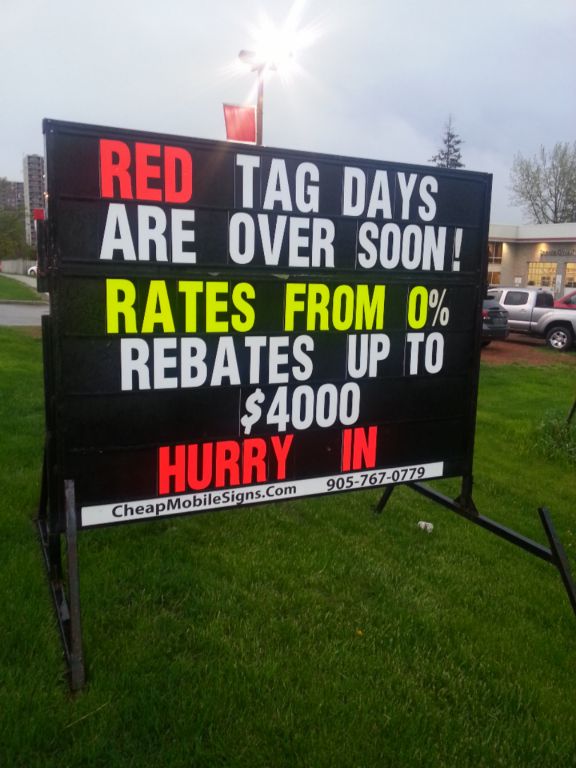 RED TAG DAYS
ARE OVER SOON!
RATES FROM 0%
REBATES UP TO
$4000
HURRY IN
CheapMobileSigns.Com 905-767-0779